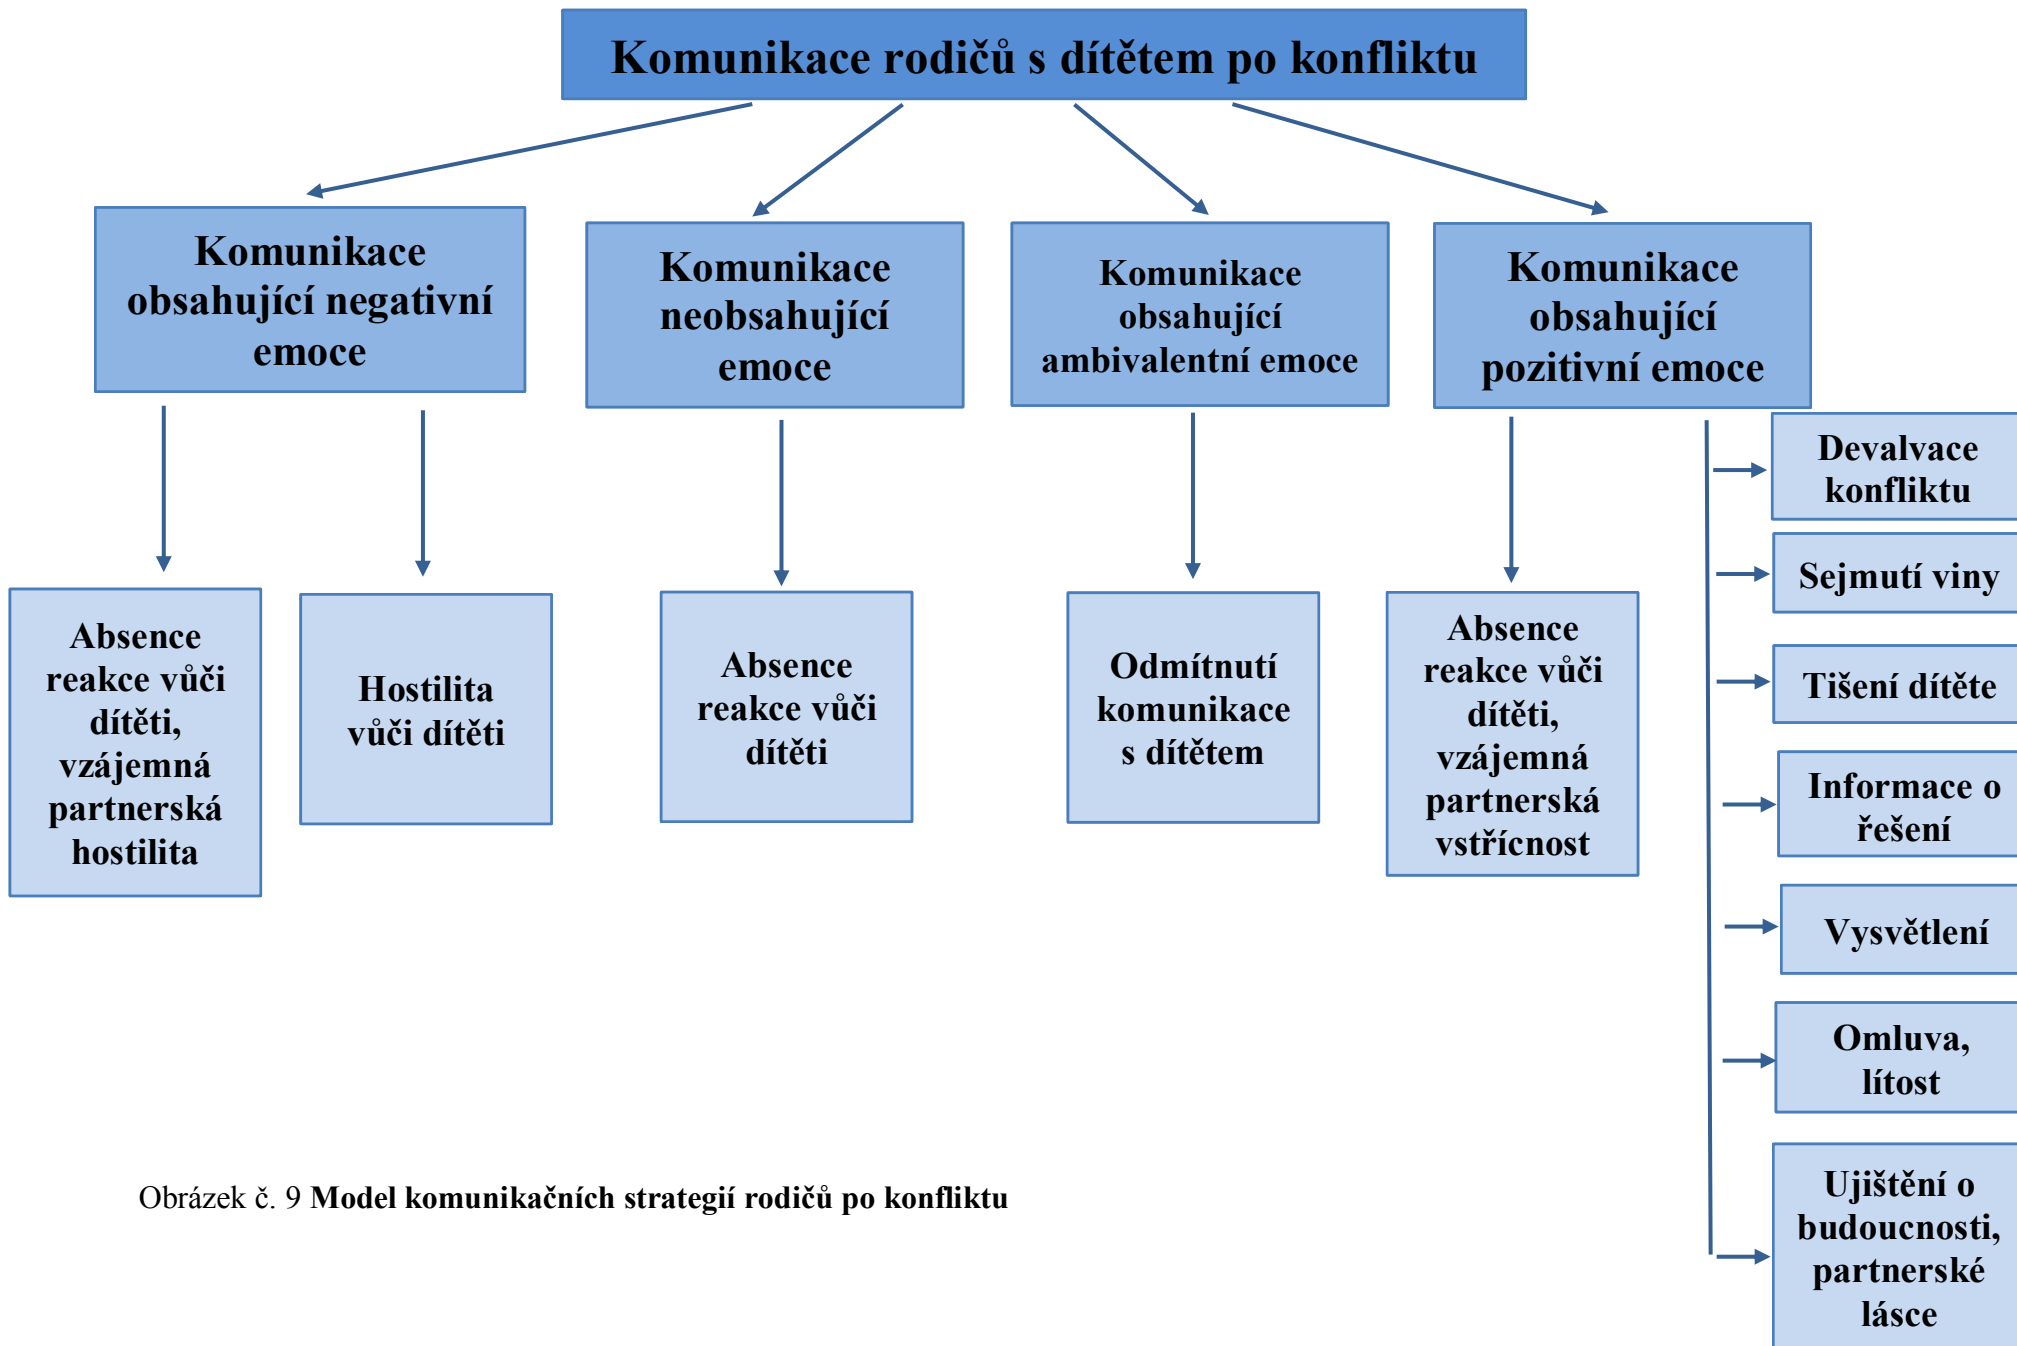 Komunikace rodičů s dítětem po konfliktu
Komunikace
obsahující negativní
emoce
Komunikace
neobsahující
emoce
Komunikace
obsahující
ambivalentní emoce
Komunikace
obsahující
pozitivní emoce
Absence
reakce vůči
dítěti,
vzájemná
partnerská
hostilita
Hostilita
vůči dítěti
Absence
reakce vůči
dítěti
Odmítnutí
komunikace
s dítětem
Absence
reakce vůči
dítěti,
vzájemná
partnerská
vstřícnost
Devalvace
konfliktu
Sejmutí viny
Tišení dítěte
Informace o
řešení
Vysvětlení
Omluva,
lítost
Ujištění o
budoucnosti,
partnerské
lásce
Obrázek č. 9 Model komunikačních strategií rodičů po konfliktu